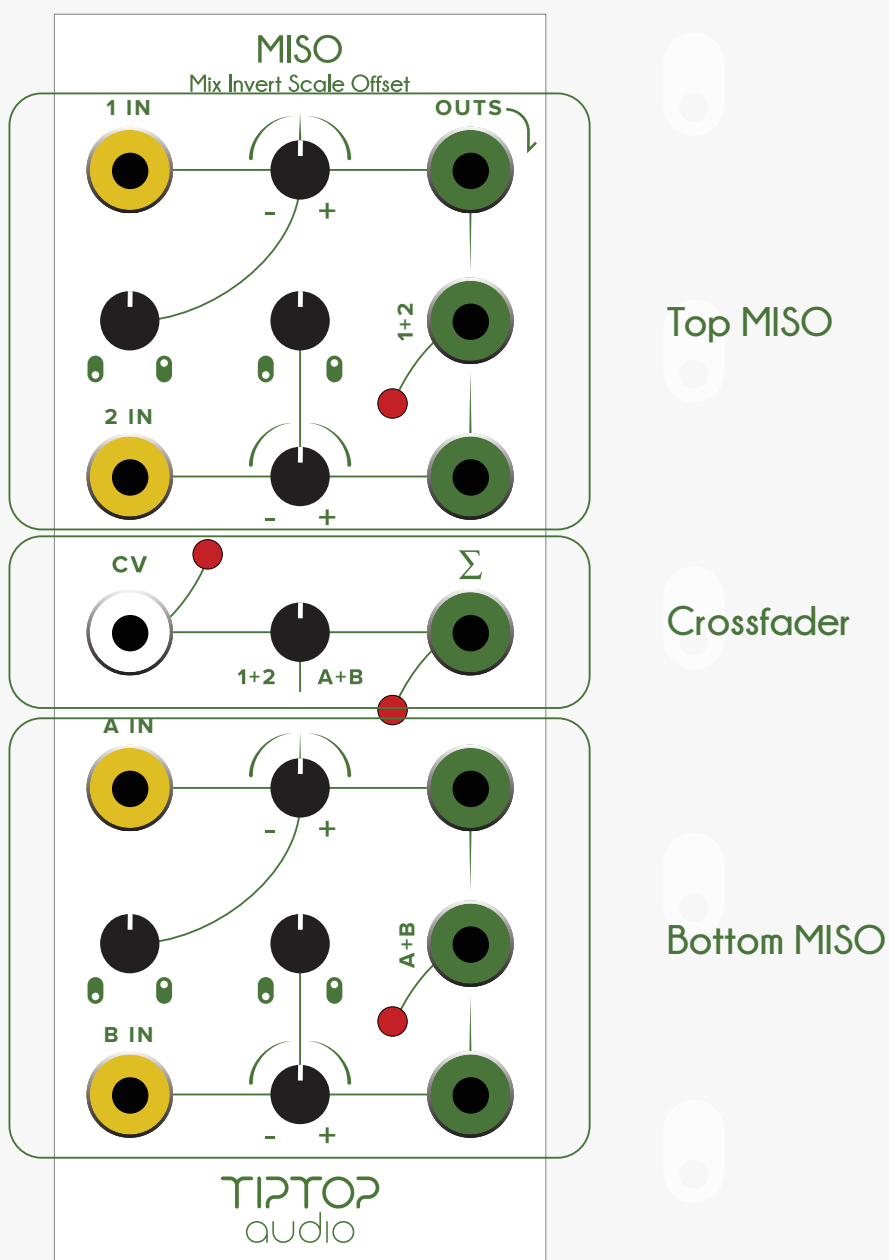 MISO
Mix Invert Scale Offset
1 IN
OUTS
- +
1+2
Top MISO
2 IN
- +
CV
Σ
1+2
A+B
Crossfader
A IN
- +
A+B
Bottom MISO
B IN
- +
TIPTOP
audio